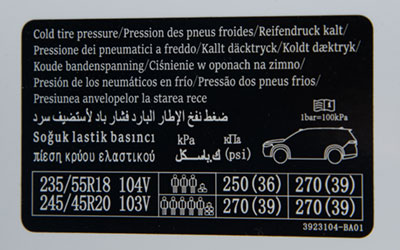 Cold tire pressure/Pression des pneus froides/Reifendruck kalt/
Pressione dei pneumatici a freddo/Kallt däcktryck/Koldt dæktryk/
Koude bandenspanning/Ciśnienie w oponach na zimno/
Presión de los neumáticos en frío/Pressão dos pneus frios/
Presiunea anvelopelor la starea rece
ضغط نفخ الإطار البارد فشار باد لاستیک سرد
Soğuk lastik basıncı kPa кПа 1bar=100kPa
πίεση κρύου ελαστικού (psi)
235/55R18 104V 250 (36) 270 (39)
245/45R20 103V 270 (39) 270 (39)
3923104-BA01